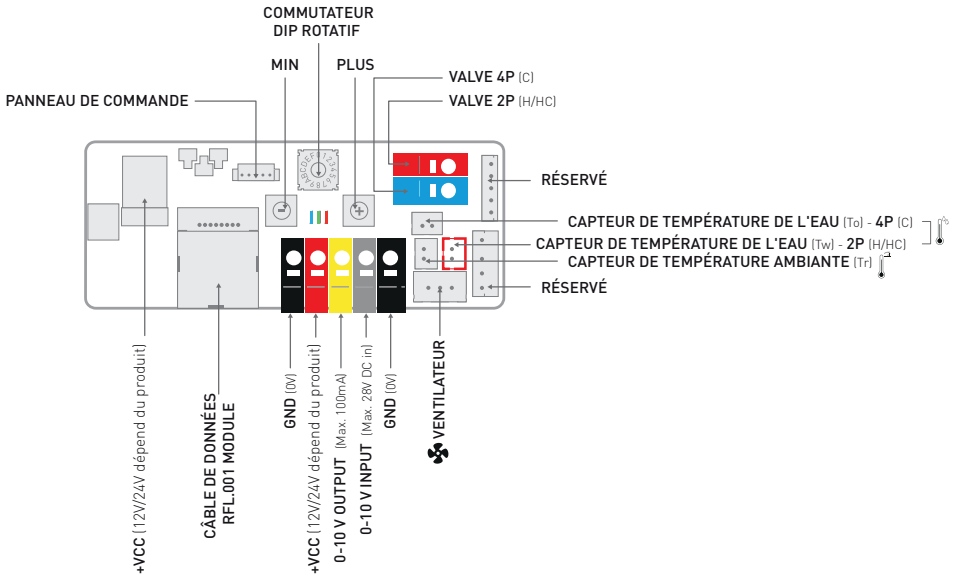 COMMUTATEUR
DIP ROTATIF
MIN
PLUS
VALVE 4P (C)
VALVE 2P (H/HC)
PANNEAU DE COMMANDE
RÉSERVÉ
CAPTEUR DE TEMPÉRATURE DE L'EAU (To) - 4P (C)
CAPTEUR DE TEMPÉRATURE DE L'EAU (Tw) - 2P (H/HC)
CAPTEUR DE TEMPÉRATURE AMBIANTE (Tr)
RÉSERVÉ
+VCC (12V/24V dépend du produit)
CÂBLE DE DONNÉES
RFL.001 MODULE
GND (0V)
+VCC (12V/24V dépend du produit)
0-10 V OUTPUT (Max. 100mA)
0-10 V INPUT (Max. 28V DC in)
GND (0V)
VENTILATEUR